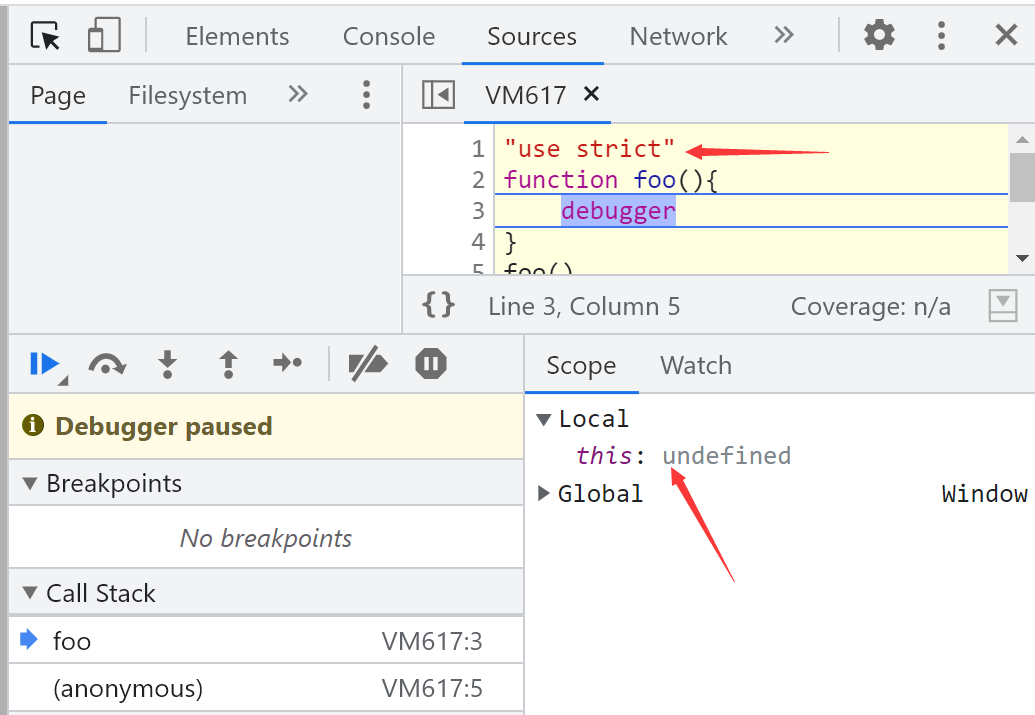 Elements Console Sources Network
Page Filesystem
VM617
1 "use strict"
2 function foo(){
3 debugger
4 }
5 foo()
{} Line 3, Column 5 Coverage: n/a
Debugger paused
Breakpoints
No breakpoints
Call Stack
foo VM617:3
(anonymous) VM617:5
Scope Watch
Local
this: undefined
Global Window